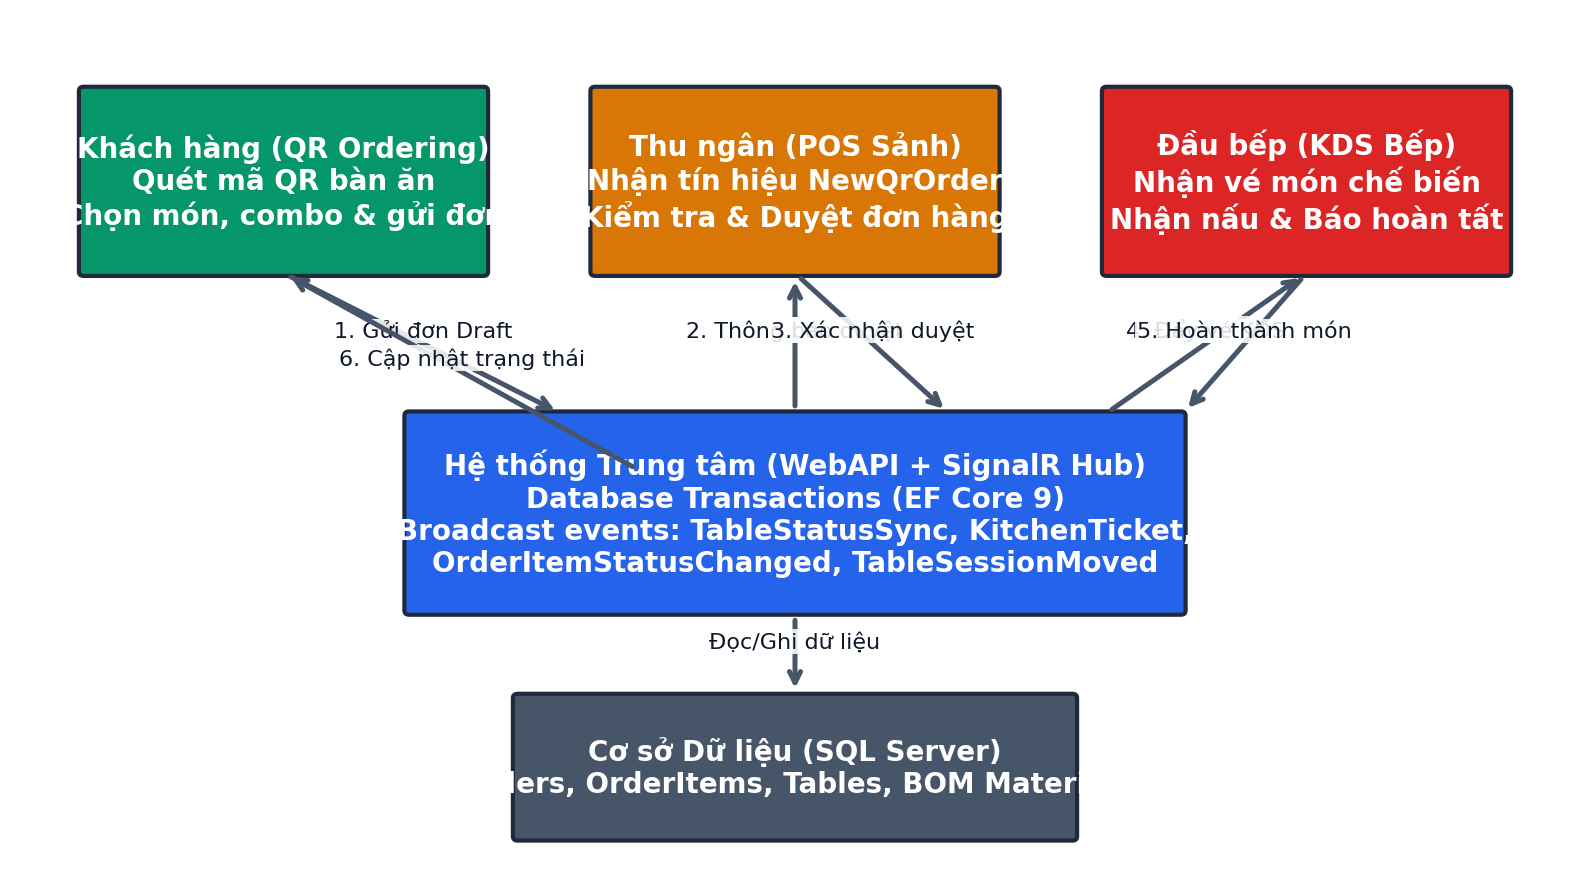 Khách hàng (QR Ordering)
Quét mã QR bàn ăn
Chọn món, combo & gửi đơn
Thu ngân (POS Sảnh)
Nhận tín hiệu NewQrOrder
Kiểm tra & Duyệt đơn hàng
Đầu bếp (KDS Bếp)
Nhận vé món chế biến
Nhận nấu & Báo hoàn tất
1. Gửi đơn Draft
6. Cập nhật trạng thái
2. Thông
3. Xác nhận duyệt
4.
5. Hoàn thành món
Hệ thống Trung tâm (WebAPI + SignalR Hub)
Database Transactions (EF Core 9)
Broadcast events: TableStatusSync, KitchenTicket,
OrderItemStatusChanged, TableSessionMoved
Đọc/Ghi dữ liệu
Cơ sở Dữ liệu (SQL Server)
OrderItems, Tables, BOM